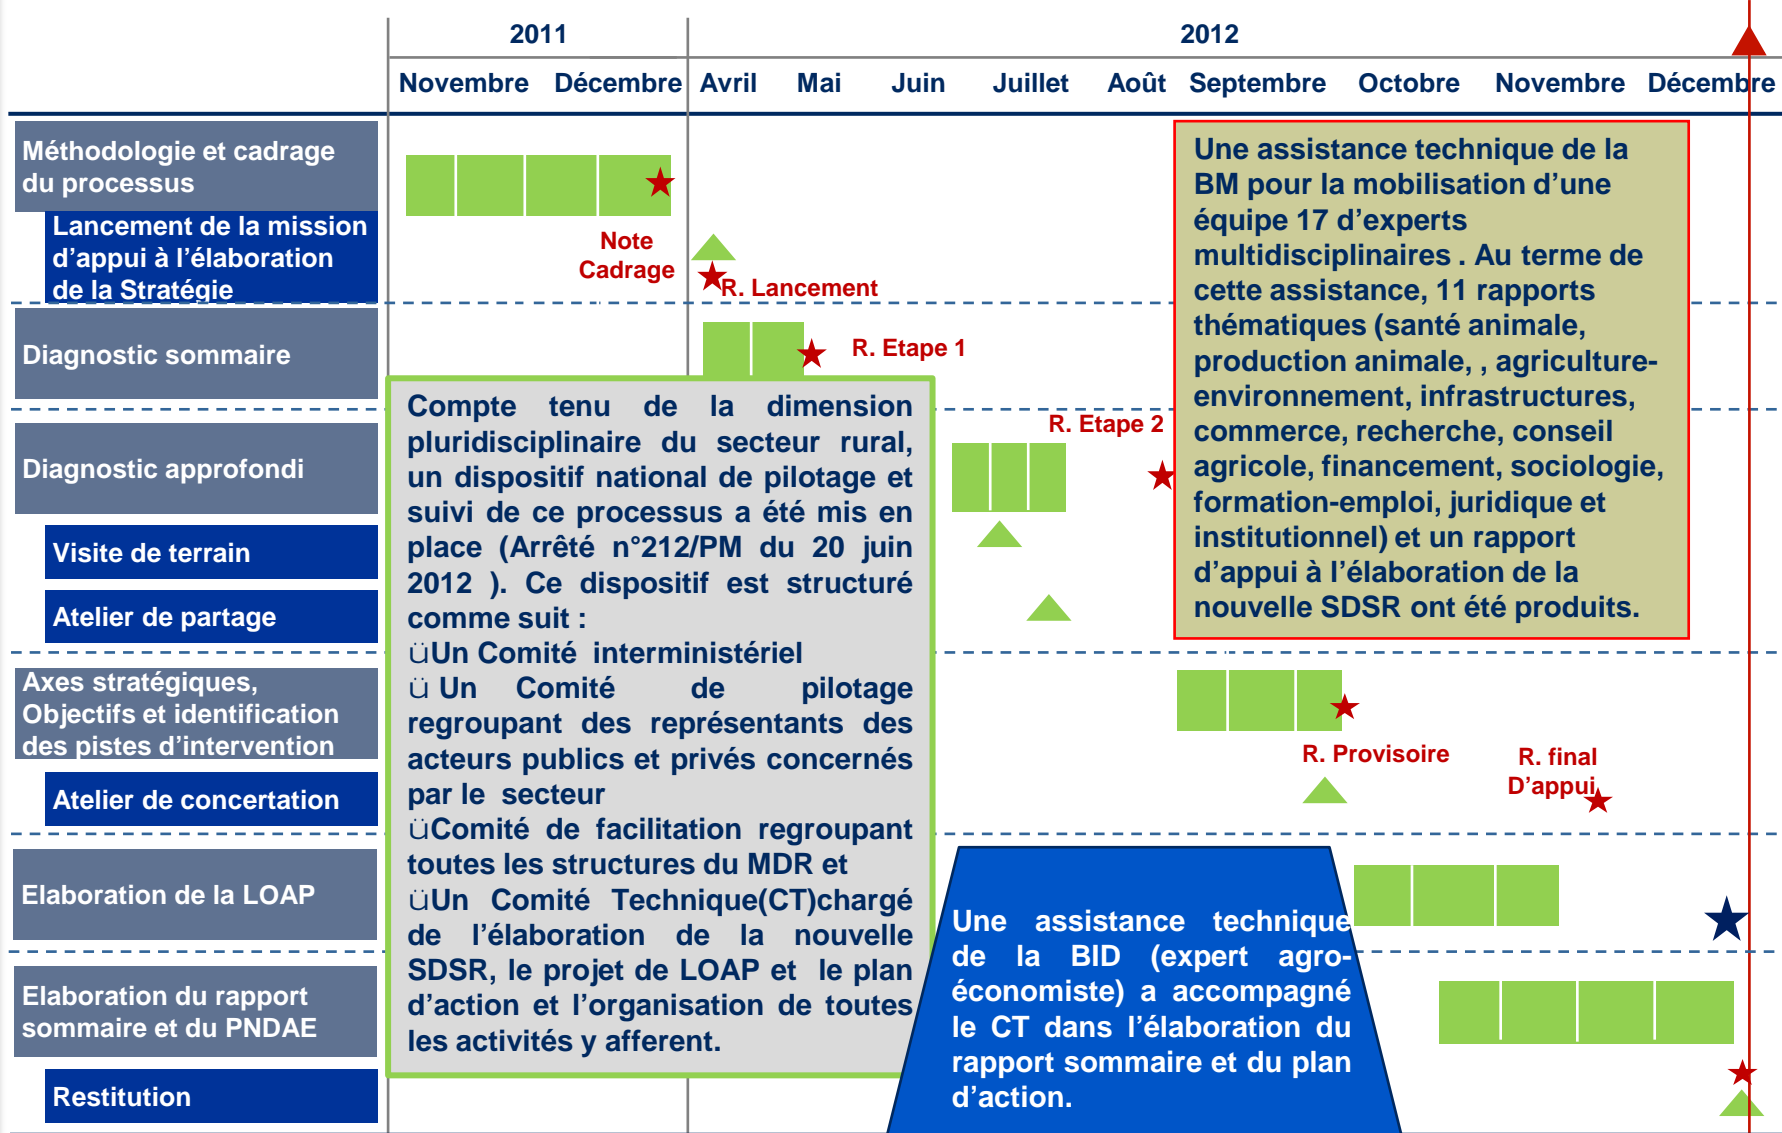 2011
2012
Novembre Décembre Avril Mai Juin Juillet Août Septembre Octobre Novembre Décembre
Méthodologie et cadrage
du processus
Lancement de la mission
d'appui à l'élaboration
de la Stratégie
Note
Cadrage
R. Lancement
Diagnostic sommaire
R. Etape 1
Diagnostic approfondi
R. Etape 2
Visite de terrain
Atelier de partage
Axes stratégiques,
Objectifs et identification
des pistes d'intervention
R. Provisoire
R. final
D'appui
Atelier de concertation
Elaboration de la LOAP
Elaboration du rapport
sommaire et du PNDAE
Restitution
Compte tenu de la dimension
pluridisciplinaire du secteur rural,
un dispositif national de pilotage et
suivi de ce processus a été mis en
place (Arrêté n°212/PM du 20 juin
2012 ). Ce dispositif est structuré
comme suit :
üUn Comité interministériel
ü Un Comité de pilotage
regroupant des représentants des
acteurs publics et privés concernés
par le secteur
üComité de facilitation regroupant
toutes les structures du MDR et
üUn Comité Technique(CT)chargé
de l'élaboration de la nouvelle
SDSR, le projet de LOAP et le plan
d'action et l'organisation de toutes
les activités y afferent.
Une assistance technique de la
BM pour la mobilisation d'une
équipe 17 d'experts
multidisciplinaires . Au terme de
cette assistance, 11 rapports
thématiques (santé animale,
production animale, , agriculture-
environnement, infrastructures,
commerce, recherche, conseil
agricole, financement, sociologie,
formation-emploi, juridique et
institutionnel) et un rapport
d'appui à l'élaboration de la
nouvelle SDSR ont été produits.
Une assistance technique
de la BID (expert agro-
économiste) a accompagné
le CT dans l'élaboration du
rapport sommaire et du plan
d'action.